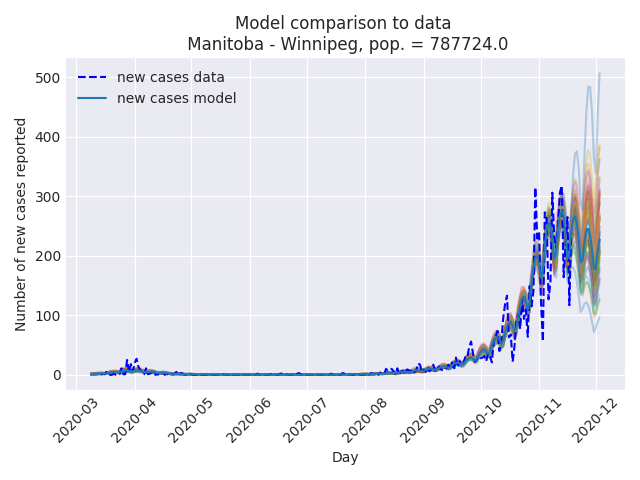 Model comparison to data
Manitoba - Winnipeg, pop. = 787724.0
new cases data
new cases model
Number of new cases reported
500
400
300
200
100
0
2020-03
2020-04
2020-05
2020-06
2020-07
2020-08
2020-09
2020-10
2020-11
2020-12
Day